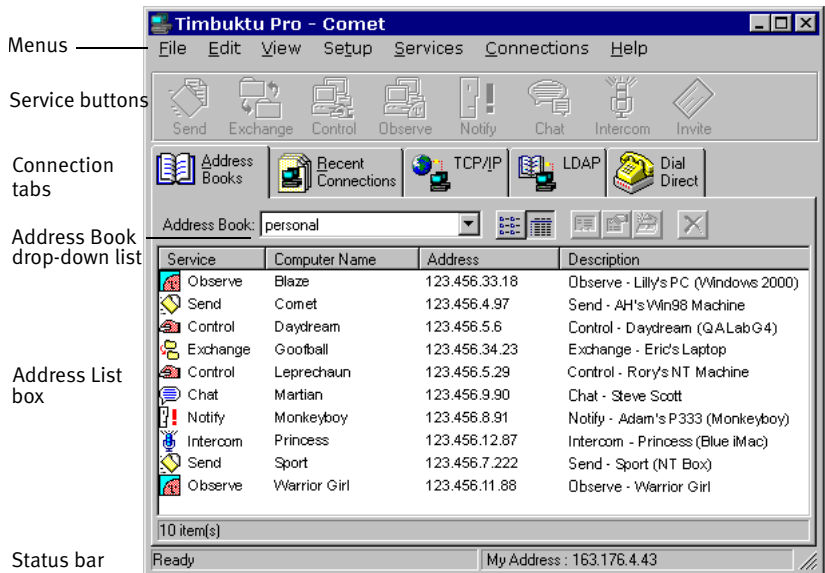 Timbuktu Pro - Comet
Menus
File Edit View Setup Services Connections Help
Service buttons
Send Exchange Control Observe Notify Chat Intercom Invite
Connection tabs
Address Books
Recent Connections
TCP/IP
LDAP
Dial Direct
Address Book drop-down list
Address Book: personal
Service Computer Name Address Description
Observe Blaze 123.456.33.18 Observe - Lilly's PC (Windows 2000)
Send Comet 123.456.4.97 Send - AH's Win98 Machine
Control Daydream 123.456.5.6 Control - Daydream (QALabG4)
Exchange Goofball 123.456.34.23 Exchange - Eric's Laptop
Address List box
Control Leprechaun 123.456.5.29 Control - Rory's NT Machine
Chat Martian 123.456.9.90 Chat - Steve Scott
Notify Monkeyboy 123.456.8.91 Notify - Adam's P333 (Monkeyboy)
Intercom Princess 123.456.12.87 Intercom - Princess (Blue iMac)
Send Sport 123.456.7.222 Send - Sport (NT Box)
Observe Warrior Girl 123.456.11.88 Observe - Warrior Girl
10 item(s)
Status bar
Ready My Address : 163.176.4.43